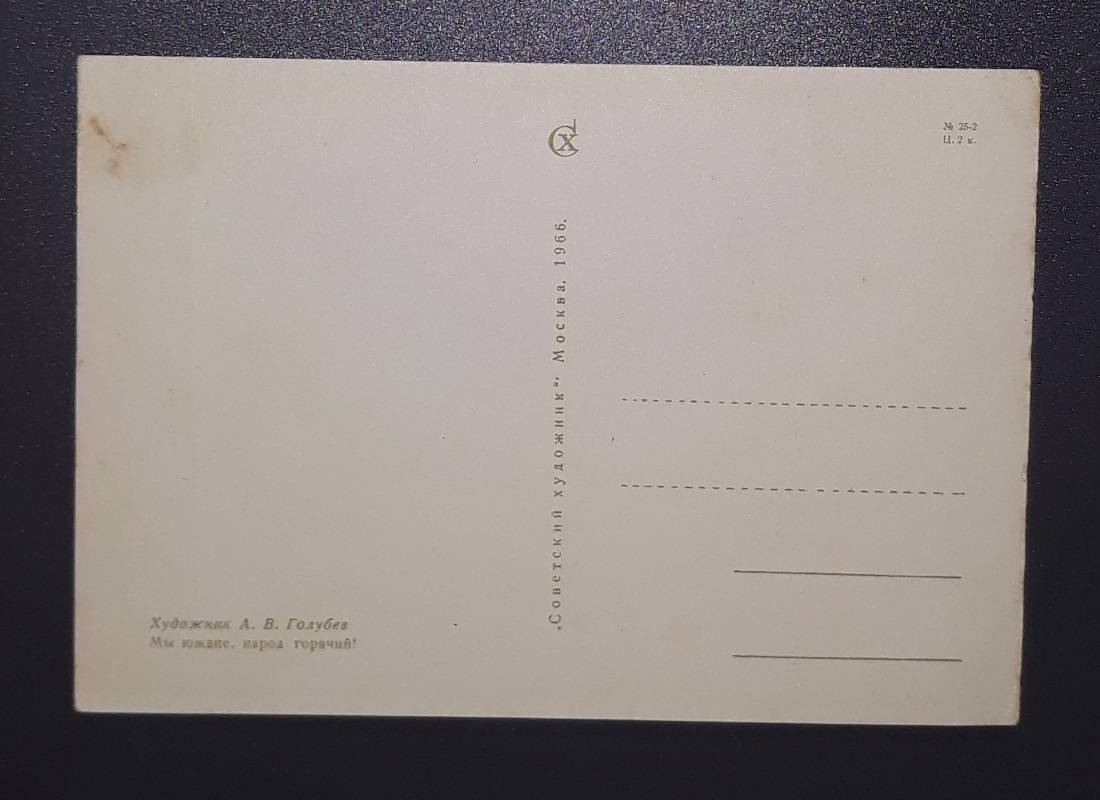 СХ
№ 25-2
Ц. 2 к.
„Советский художник“. Москва. 1966.
Художник А. В. Голубев
Мы южане, народ горячий!